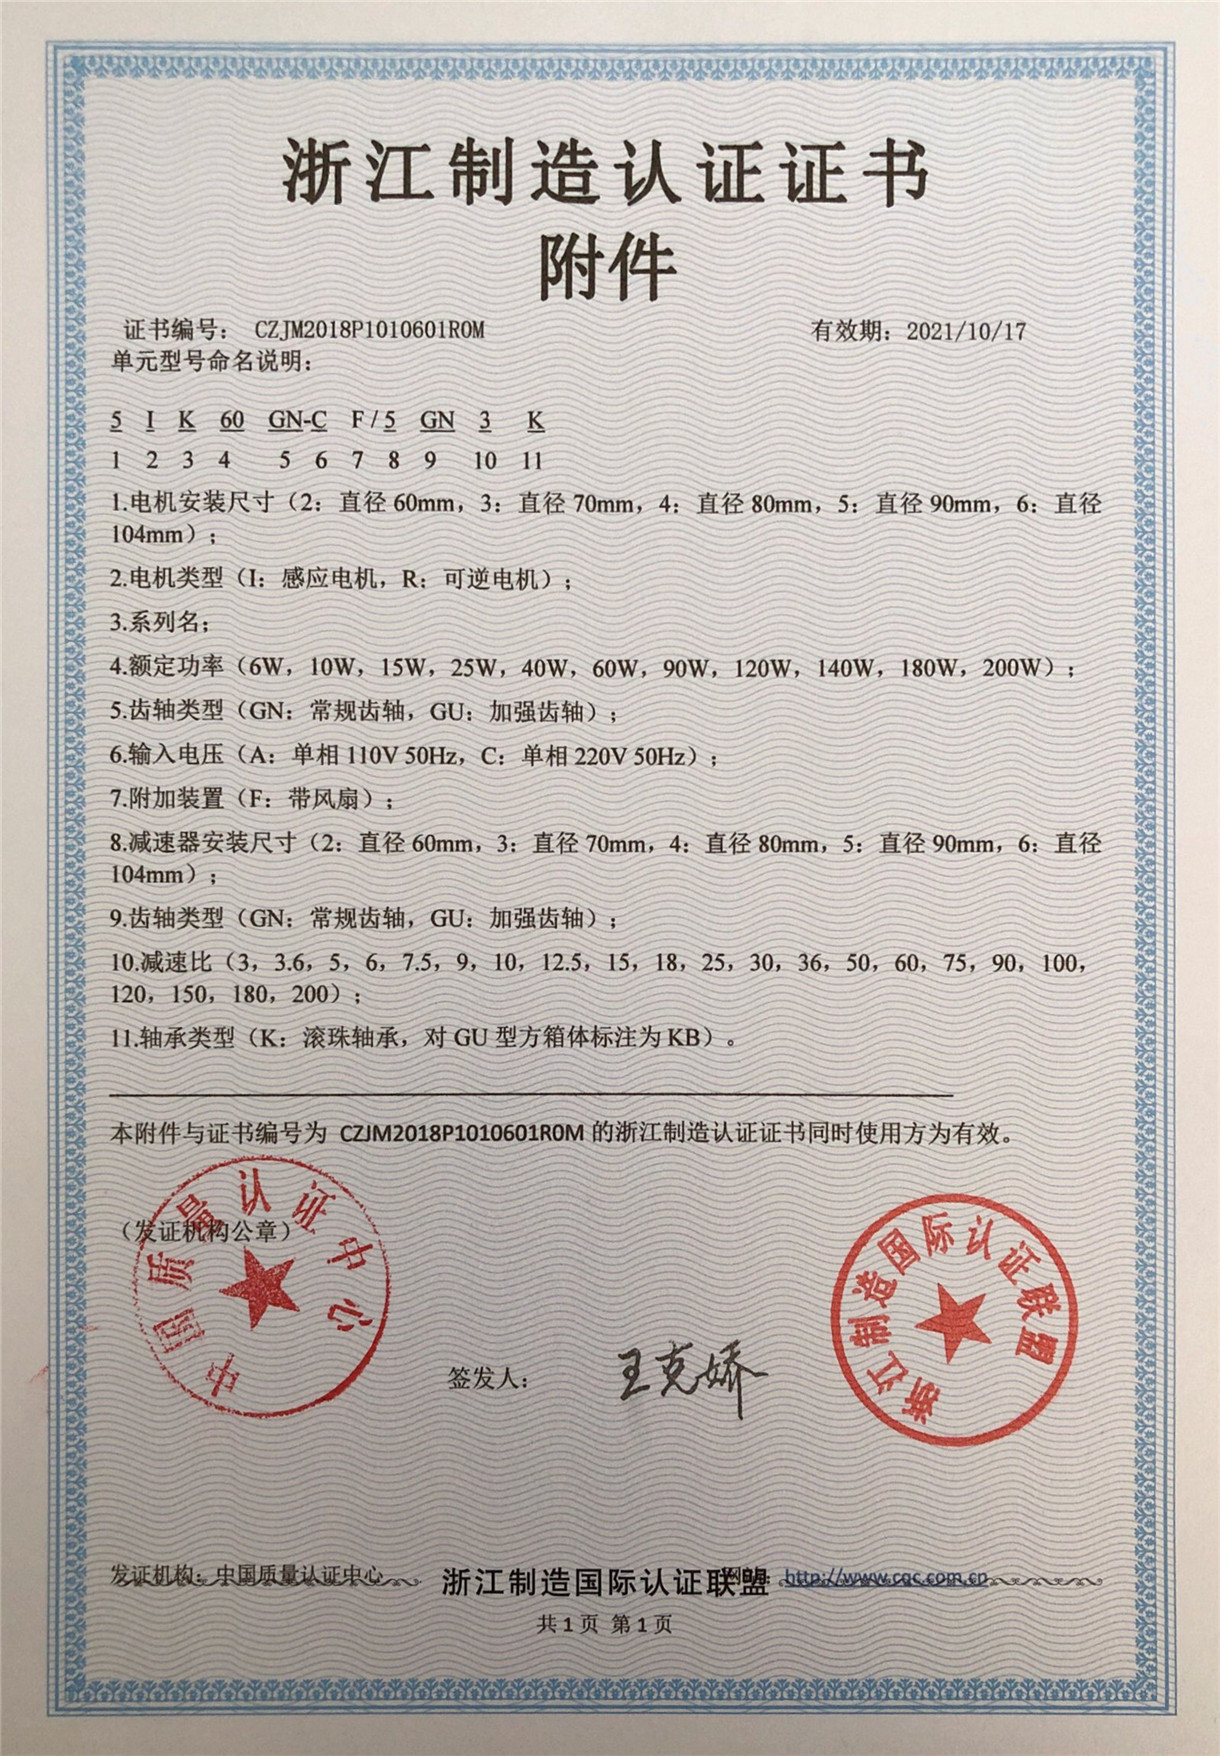 浙江制造认证证书
附件
证书编号： CZJM2018P1010601R0M 有效期：2021/10/17
单元型号命名说明：
5 I K 60 GN-C F / 5 GN 3 K
1 2 3 4 5 6 7 8 9 10 11
1.电机安装尺寸（2：直径 60mm，3：直径 70mm，4：直径 80mm，5：直径 90mm，6：直径
104mm）；
2.电机类型（I：感应电机，R：可逆电机）；
3.系列名；
4.额定功率（6W，10W，15W，25W，40W，60W，90W，120W，140W，180W，200W）；
5.齿轴类型（GN：常规齿轴，GU：加强齿轴）；
6.输入电压（A：单相 110V 50Hz，C：单相 220V 50Hz）；
7.附加装置（F：带风扇）；
8.减速器安装尺寸（2：直径 60mm，3：直径 70mm，4：直径 80mm，5：直径 90mm，6：直径
104mm）；
9.齿轴类型（GN：常规齿轴，GU：加强齿轴）；
10.减速比（3，3.6，5，6，7.5，9，10，12.5，15，18，25，30，36，50，60，75，90，100，
120，150，180，200）；
11.轴承类型（K：滚珠轴承，对 GU 型方箱体标注为 KB）。
本附件与证书编号为 CZJM2018P1010601R0M 的浙江制造认证证书同时使用方为有效。
（发证机构公章）
中国质量认证中心
浙江制造国际认证联盟
签发人： 王克娇
发证机构：中国质量认证中心 浙江制造国际认证联盟 http://www.cqc.com.cn
共 1 页 第 1 页